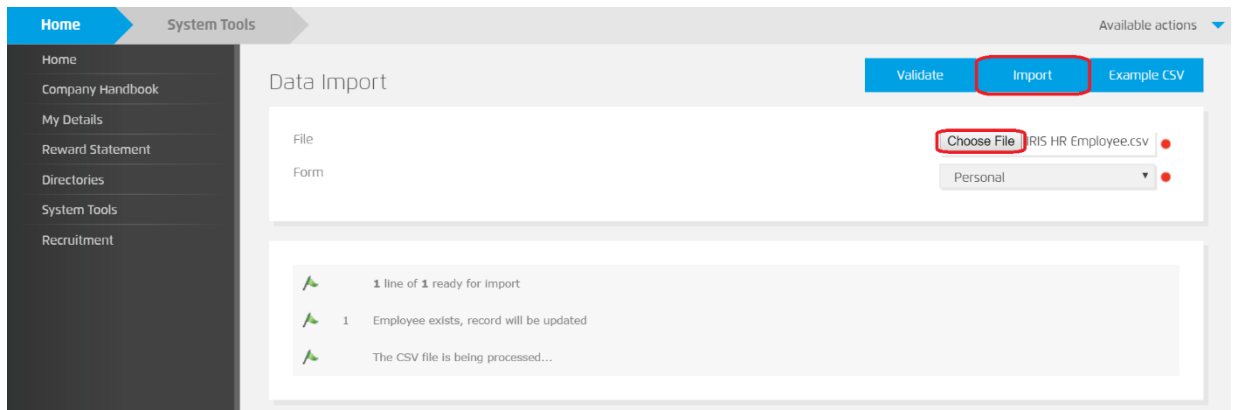 Home System Tools Available actions
Home
Company Handbook
My Details
Reward Statement
Directories
System Tools
Recruitment
Data Import
Validate Import Example CSV
File Choose File IRIS HR Employee.csv
Form Personal
1 line of 1 ready for import
1 Employee exists, record will be updated
The CSV file is being processed...